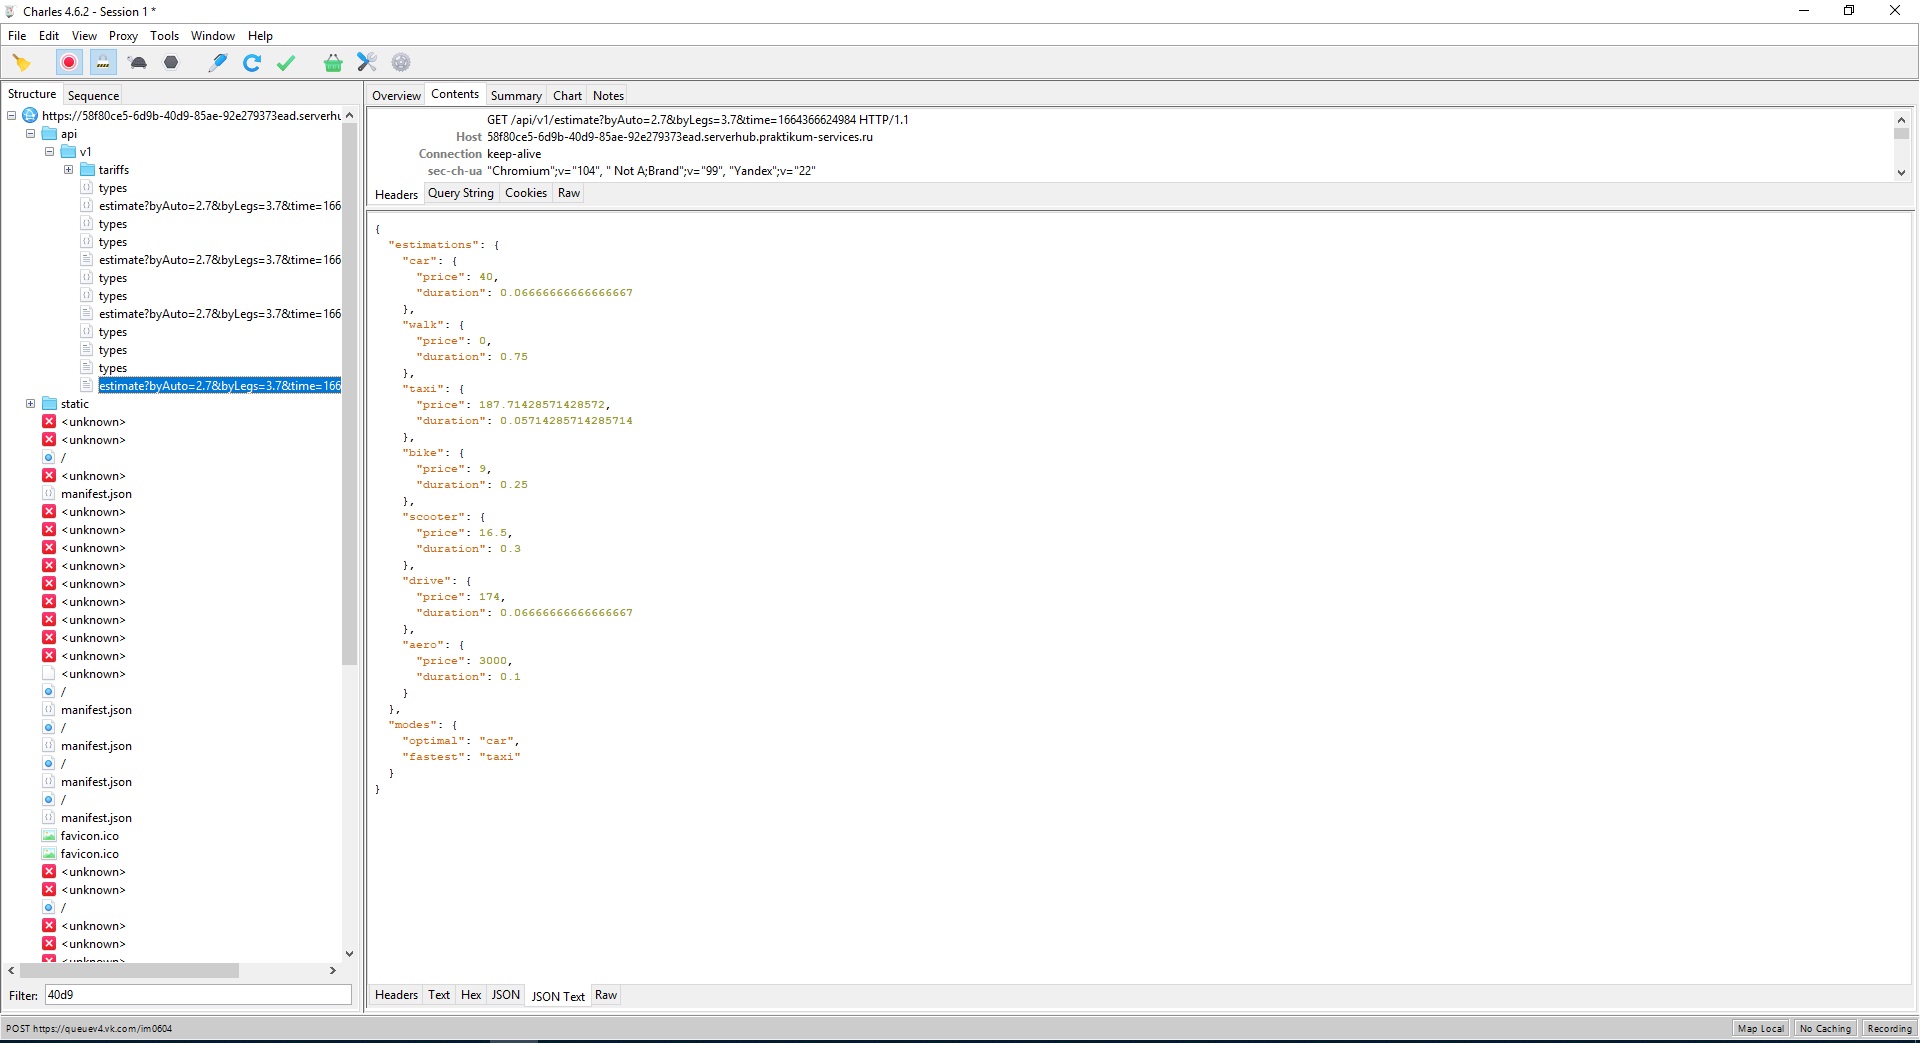 Charles 4.6.2 - Session 1 *
File Edit View Proxy Tools Window Help
Structure Sequence
https://58f80ce5-6d9b-40d9-85ae-92e279373ead.serverhu
api
v1
tariffs
types
estimate?byAuto=2.7&byLegs=3.7&time=166
types
types
estimate?byAuto=2.7&byLegs=3.7&time=166
types
types
estimate?byAuto=2.7&byLegs=3.7&time=166
types
types
types
estimate?byAuto=2.7&byLegs=3.7&time=166
static
<unknown>
<unknown>
/
<unknown>
manifest.json
<unknown>
<unknown>
<unknown>
<unknown>
<unknown>
<unknown>
<unknown>
<unknown>
<unknown>
<unknown>
/
manifest.json
/
manifest.json
/
manifest.json
/
manifest.json
favicon.ico
favicon.ico
<unknown>
<unknown>
/
<unknown>
<unknown>
<unknown>
Filter: 40d9
Overview Contents Summary Chart Notes
GET /api/v1/estimate?byAuto=2.7&byLegs=3.7&time=1664366624984 HTTP/1.1
Host 58f80ce5-6d9b-40d9-85ae-92e279373ead.serverhub.praktikum-services.ru
Connection keep-alive
sec-ch-ua "Chromium";v="104", " Not A;Brand";v="99", "Yandex";v="22"
Headers Query String Cookies Raw
{
"estimations": {
"car": {
"price": 40,
"duration": 0.06666666666666667
},
"walk": {
"price": 0,
"duration": 0.75
},
"taxi": {
"price": 187.71428571428572,
"duration": 0.05714285714285714
},
"bike": {
"price": 9,
"duration": 0.25
},
"scooter": {
"price": 16.5,
"duration": 0.3
},
"drive": {
"price": 174,
"duration": 0.06666666666666667
},
"aero": {
"price": 3000,
"duration": 0.1
}
},
"modes": {
"optimal": "car",
"fastest": "taxi"
}
}
Headers Text Hex JSON JSON Text Raw
POST https://queuev4.vk.com/im0604
Map Local No Caching Recording